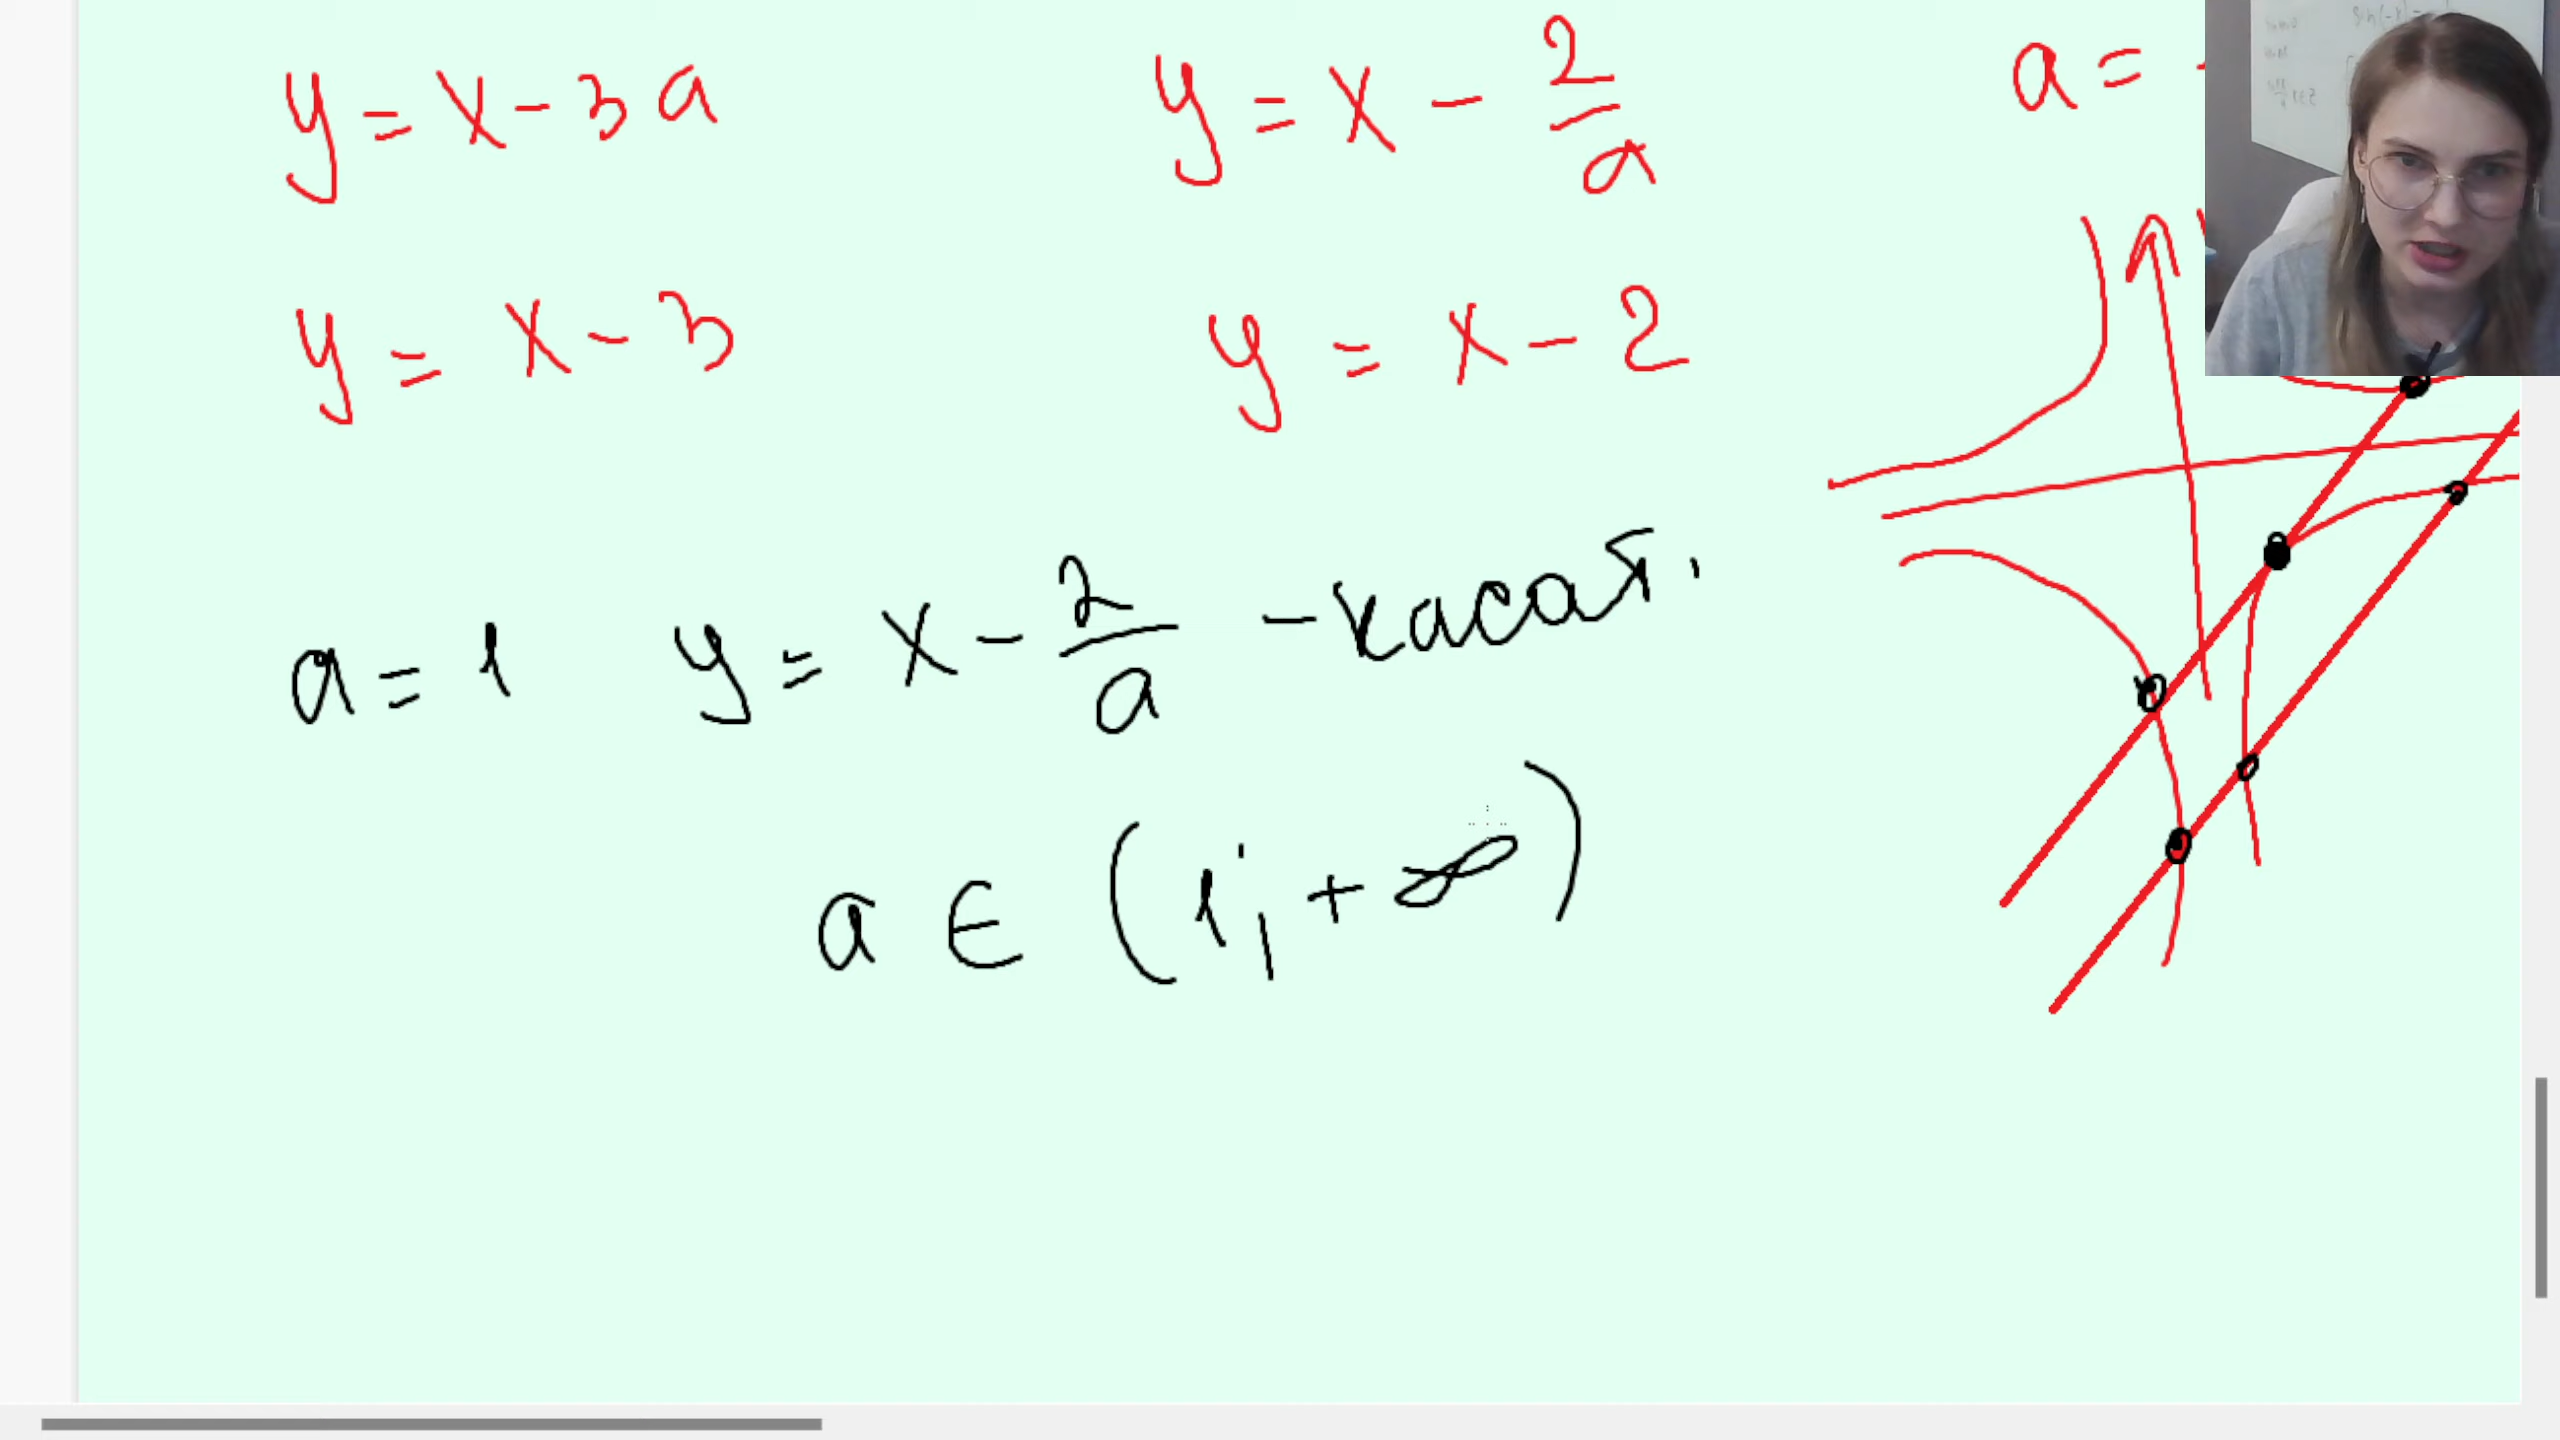 y = x - 3a
y = x - 2/a
a =
y = x - 3
y = x - 2
a = 1 y = x - 2/a - касат.
a ∈ (1; +∞)